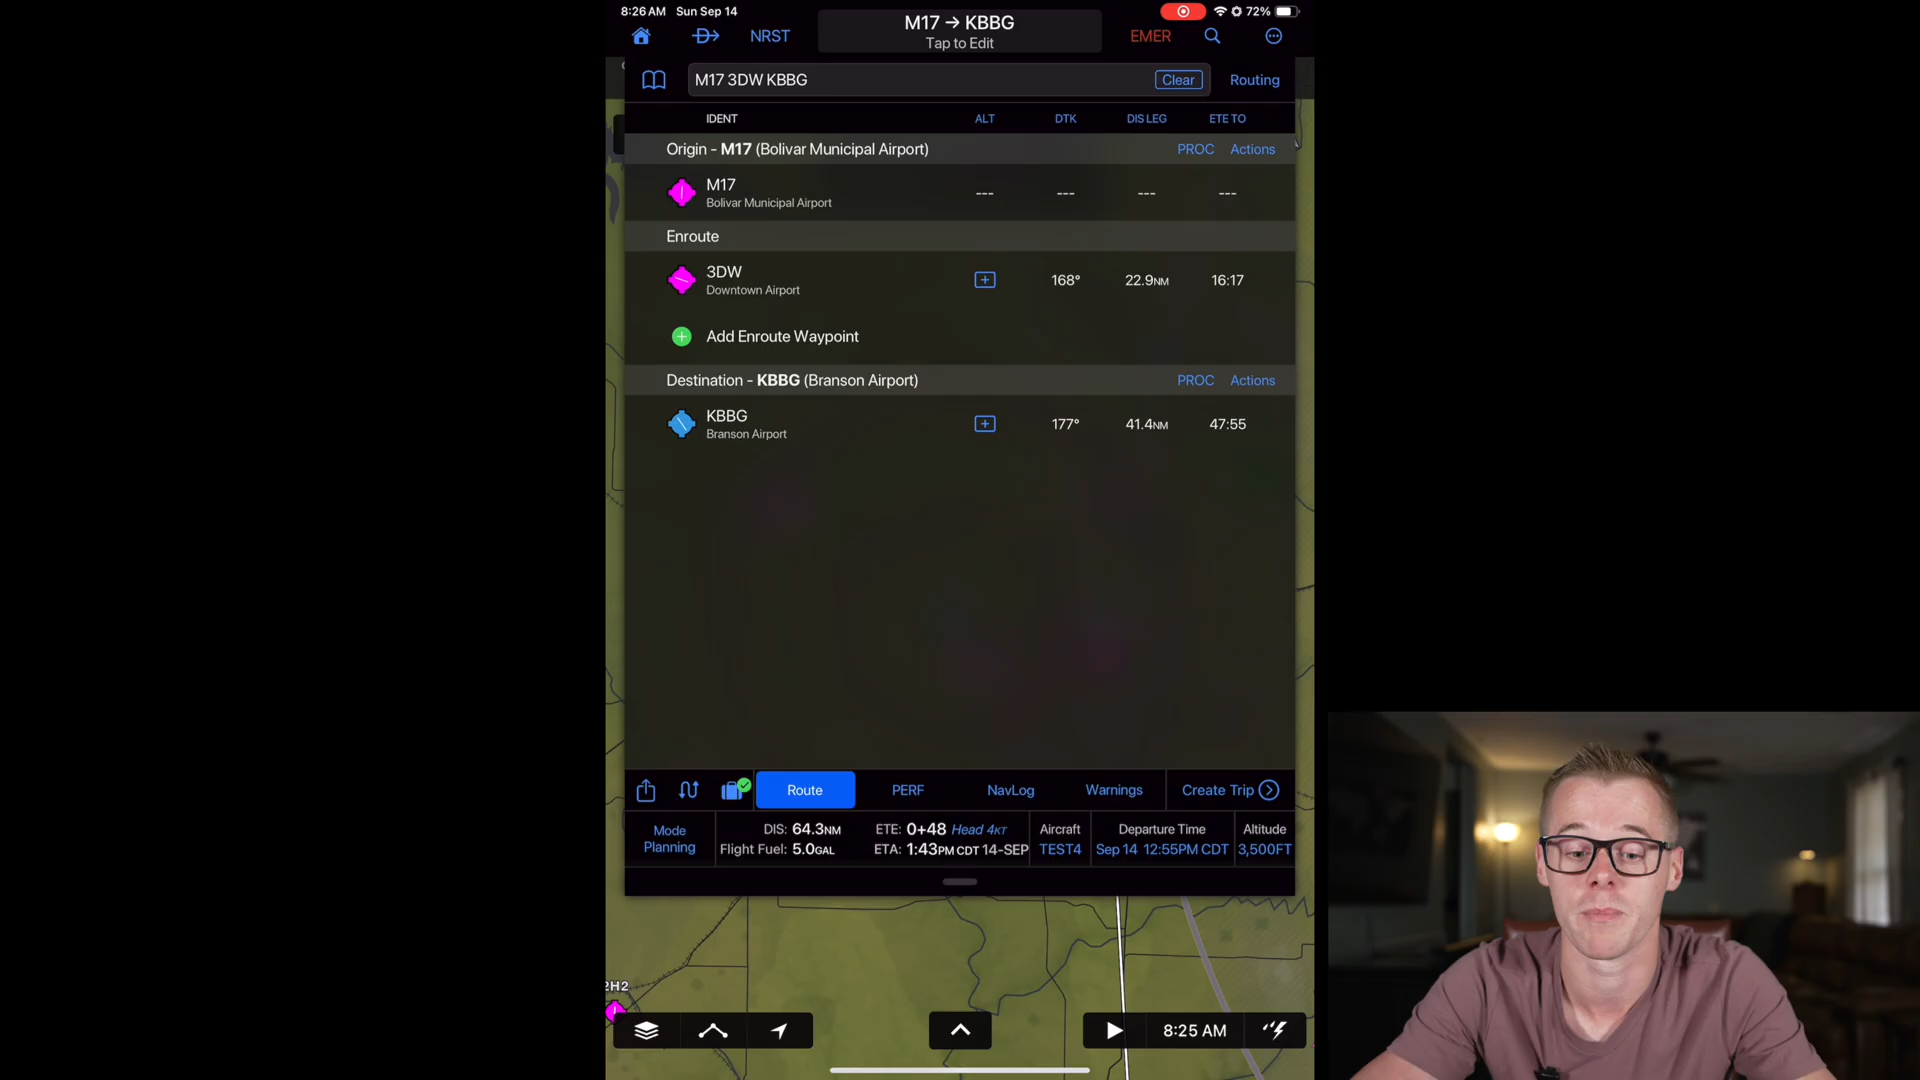 8:26 AM Sun Sep 14
72%
NRST
M17 → KBBG
Tap to Edit
EMER
M17 3DW KBBG
Clear
Routing
IDENT ALT DTK DIS LEG ETE TO
Origin - M17 (Bolivar Municipal Airport) PROC Actions
M17 --- --- --- ---
Bolivar Municipal Airport
Enroute
3DW 168° 22.9NM 16:17
Downtown Airport
Add Enroute Waypoint
Destination - KBBG (Branson Airport) PROC Actions
KBBG 177° 41.4NM 47:55
Branson Airport
Route PERF NavLog Warnings Create Trip
Mode
Planning
DIS: 64.3NM
Flight Fuel: 5.0GAL
ETE: 0+48 Head 4KT
ETA: 1:43PM CDT 14-SEP
Aircraft
TEST4
Departure Time
Sep 14 12:55PM CDT
Altitude
3,500FT
2H2
8:25 AM